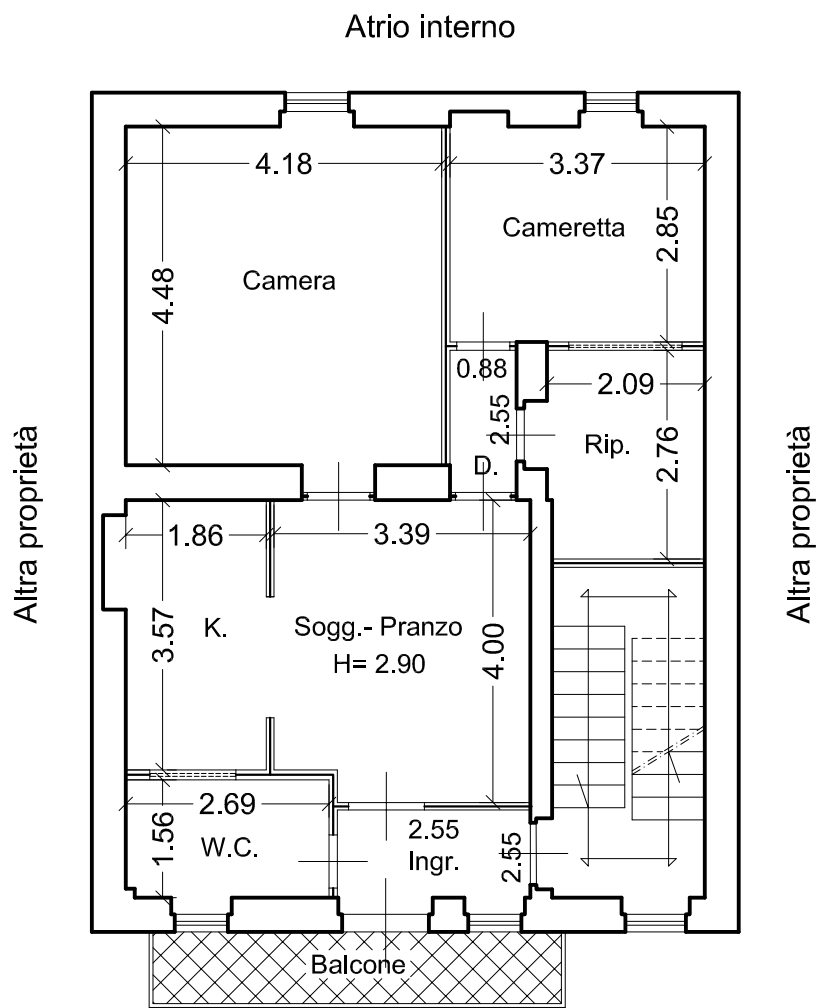 Atrio interno
4.18
3.37
Cameretta
2.85
Camera
4.48
0.88
2.09
2.55
Rip.
2.76
D.
Altra proprietà
Altra proprietà
1.86
3.39
K.
Sogg.- Pranzo
H= 2.90
3.57
4.00
2.69
1.56
W.C.
2.55
Ingr.
2.55
Balcone